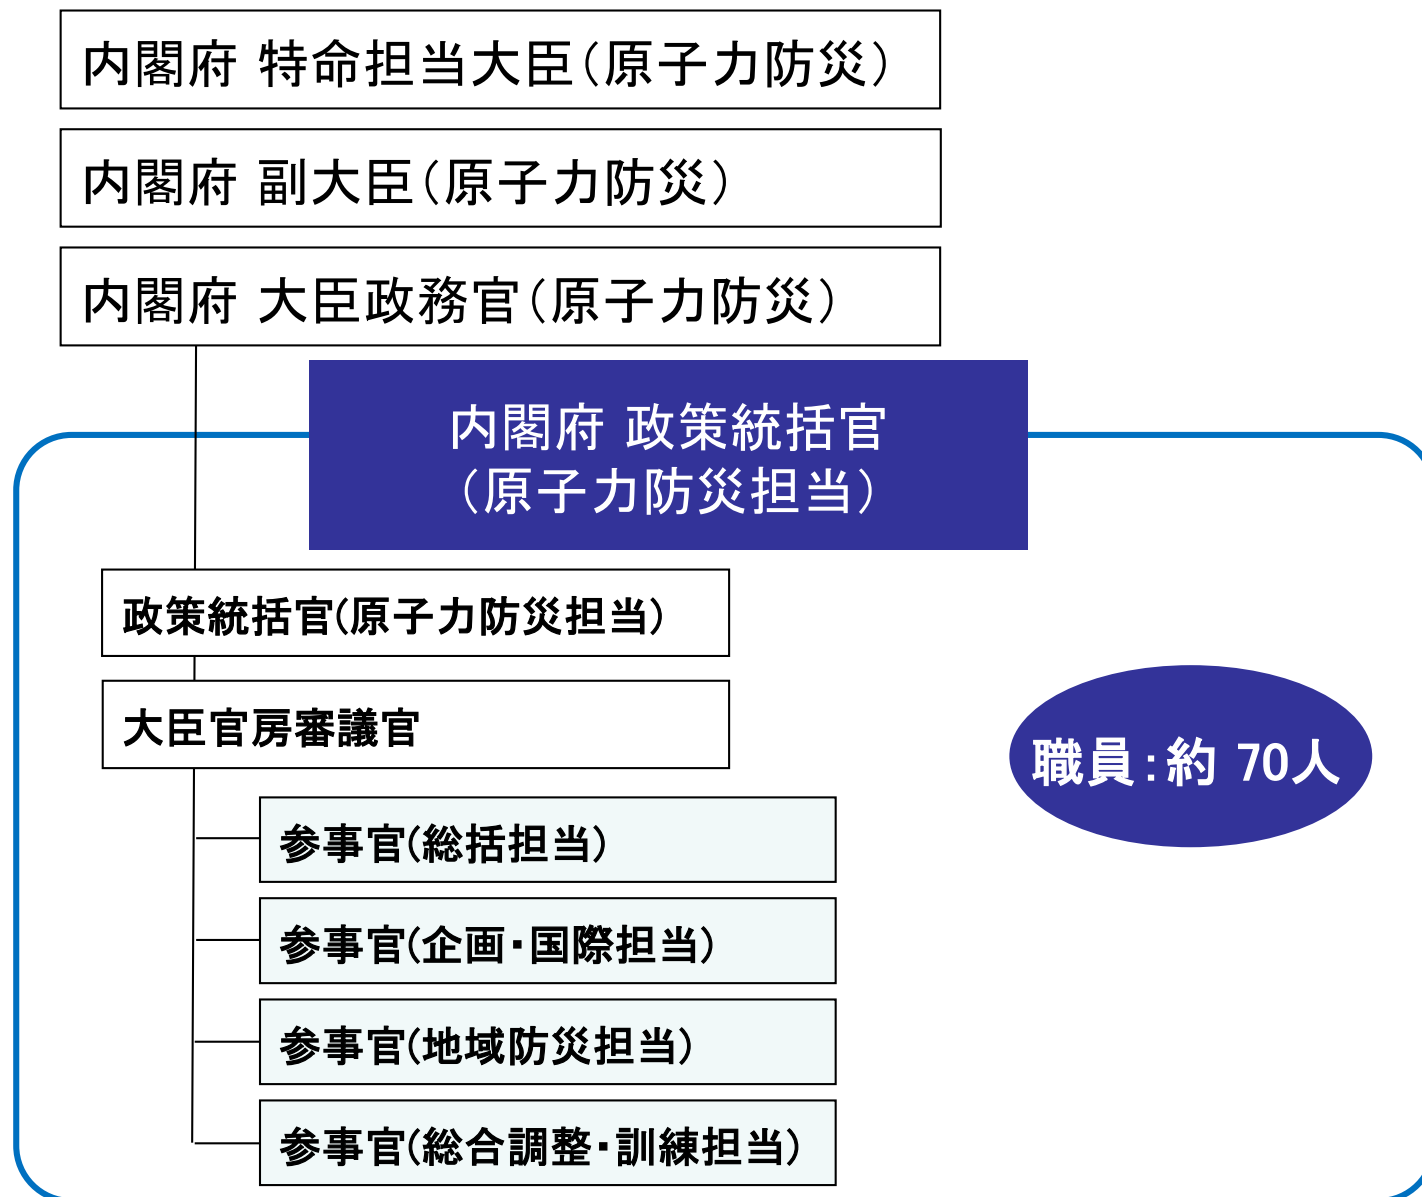 内閣府 特命担当大臣（原子力防災）
内閣府 副大臣（原子力防災）
内閣府 大臣政務官（原子力防災）
内閣府 政策統括官
（原子力防災担当）
政策統括官(原子力防災担当)
大臣官房審議官
職員：約 70人
参事官(総括担当)
参事官(企画・国際担当)
参事官(地域防災担当)
参事官(総合調整・訓練担当)